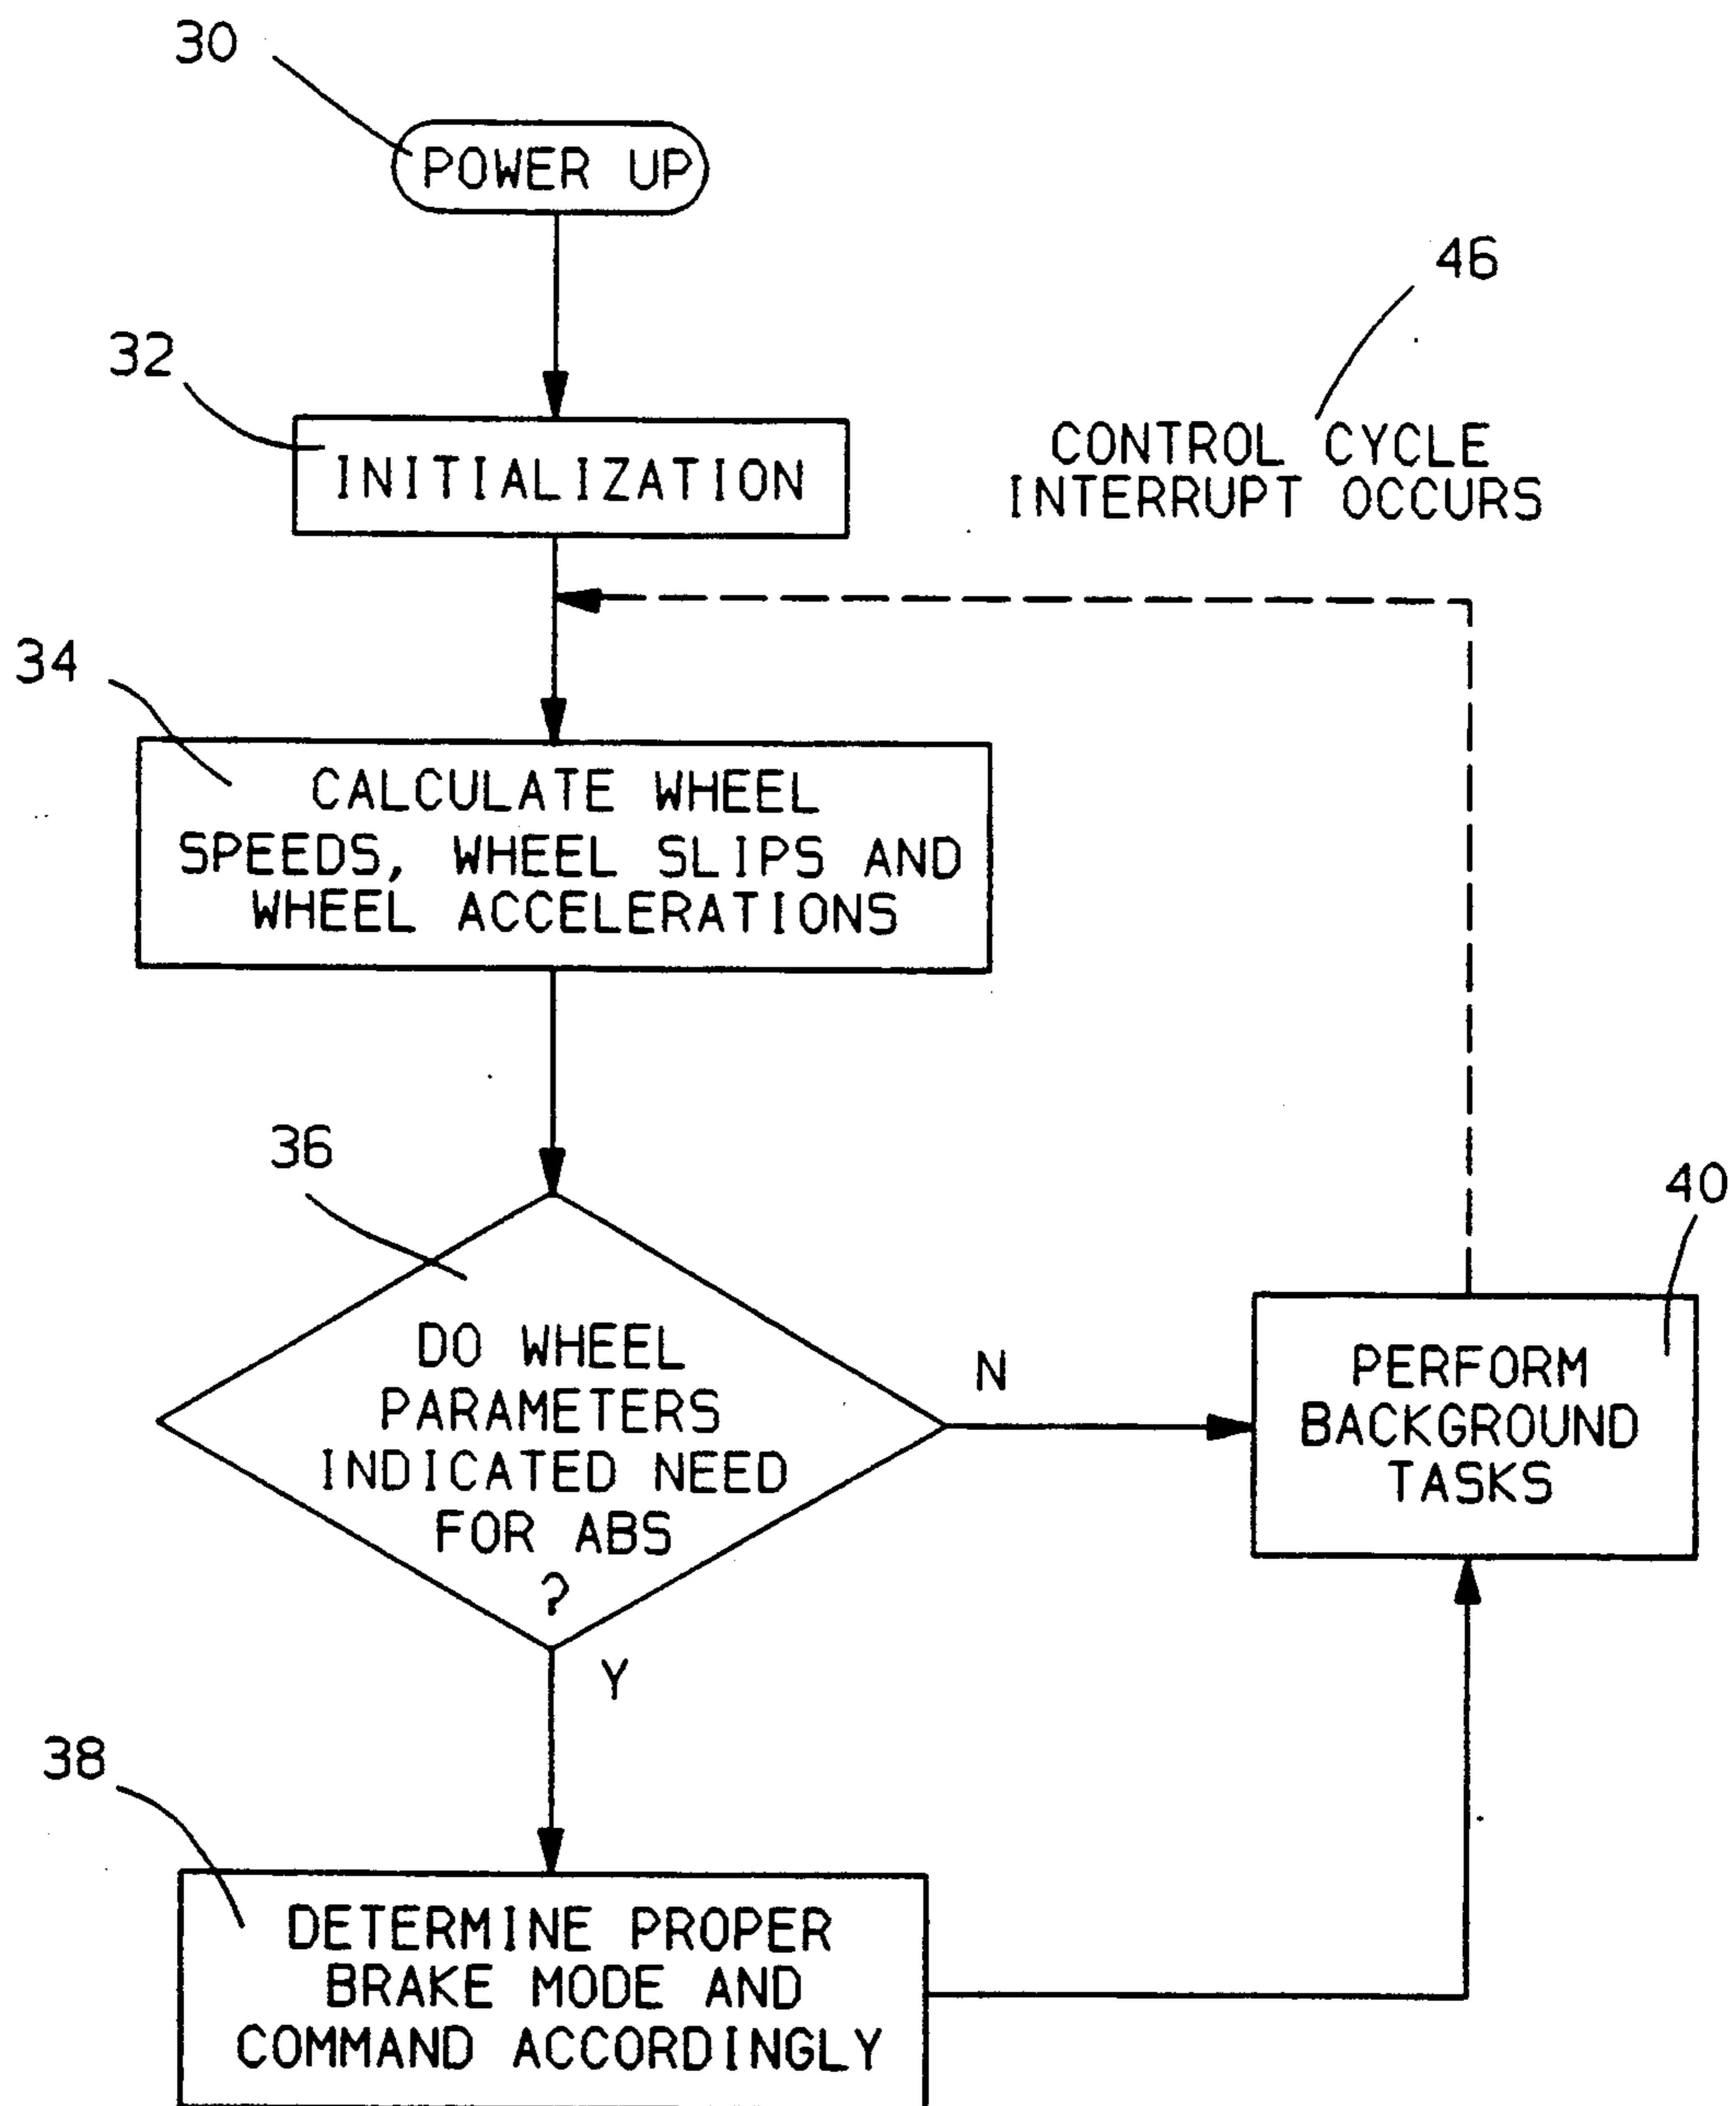 30
POWER UP
46
32
CONTROL CYCLE
INTERRUPT OCCURS
INITIALIZATION
34
CALCULATE WHEEL
SPEEDS, WHEEL SLIPS AND
WHEEL ACCELERATIONS
36
40
DO WHEEL
PARAMETERS
INDICATED NEED
FOR ABS
?
N
PERFORM
BACKGROUND
TASKS
Y
38
DETERMINE PROPER
BRAKE MODE AND
COMMAND ACCORDINGLY